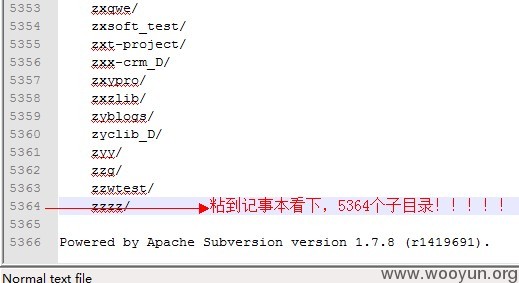 5353 zxqwe/
5354 zxsoft_test/
5355 zxt-project/
5356 zxx-crm_D/
5357 zxypro/
5358 zxzlib/
5359 zyblogs/
5360 zyclib_D/
5361 zyy/
5362 zzg/
5363 zzwtest/
5364 zzzz/ 粘到记事本看下，5364个子目录！！！！！
5365
5366 Powered by Apache Subversion version 1.7.8 (r1419691).
www.wooyun.org
Normal text file